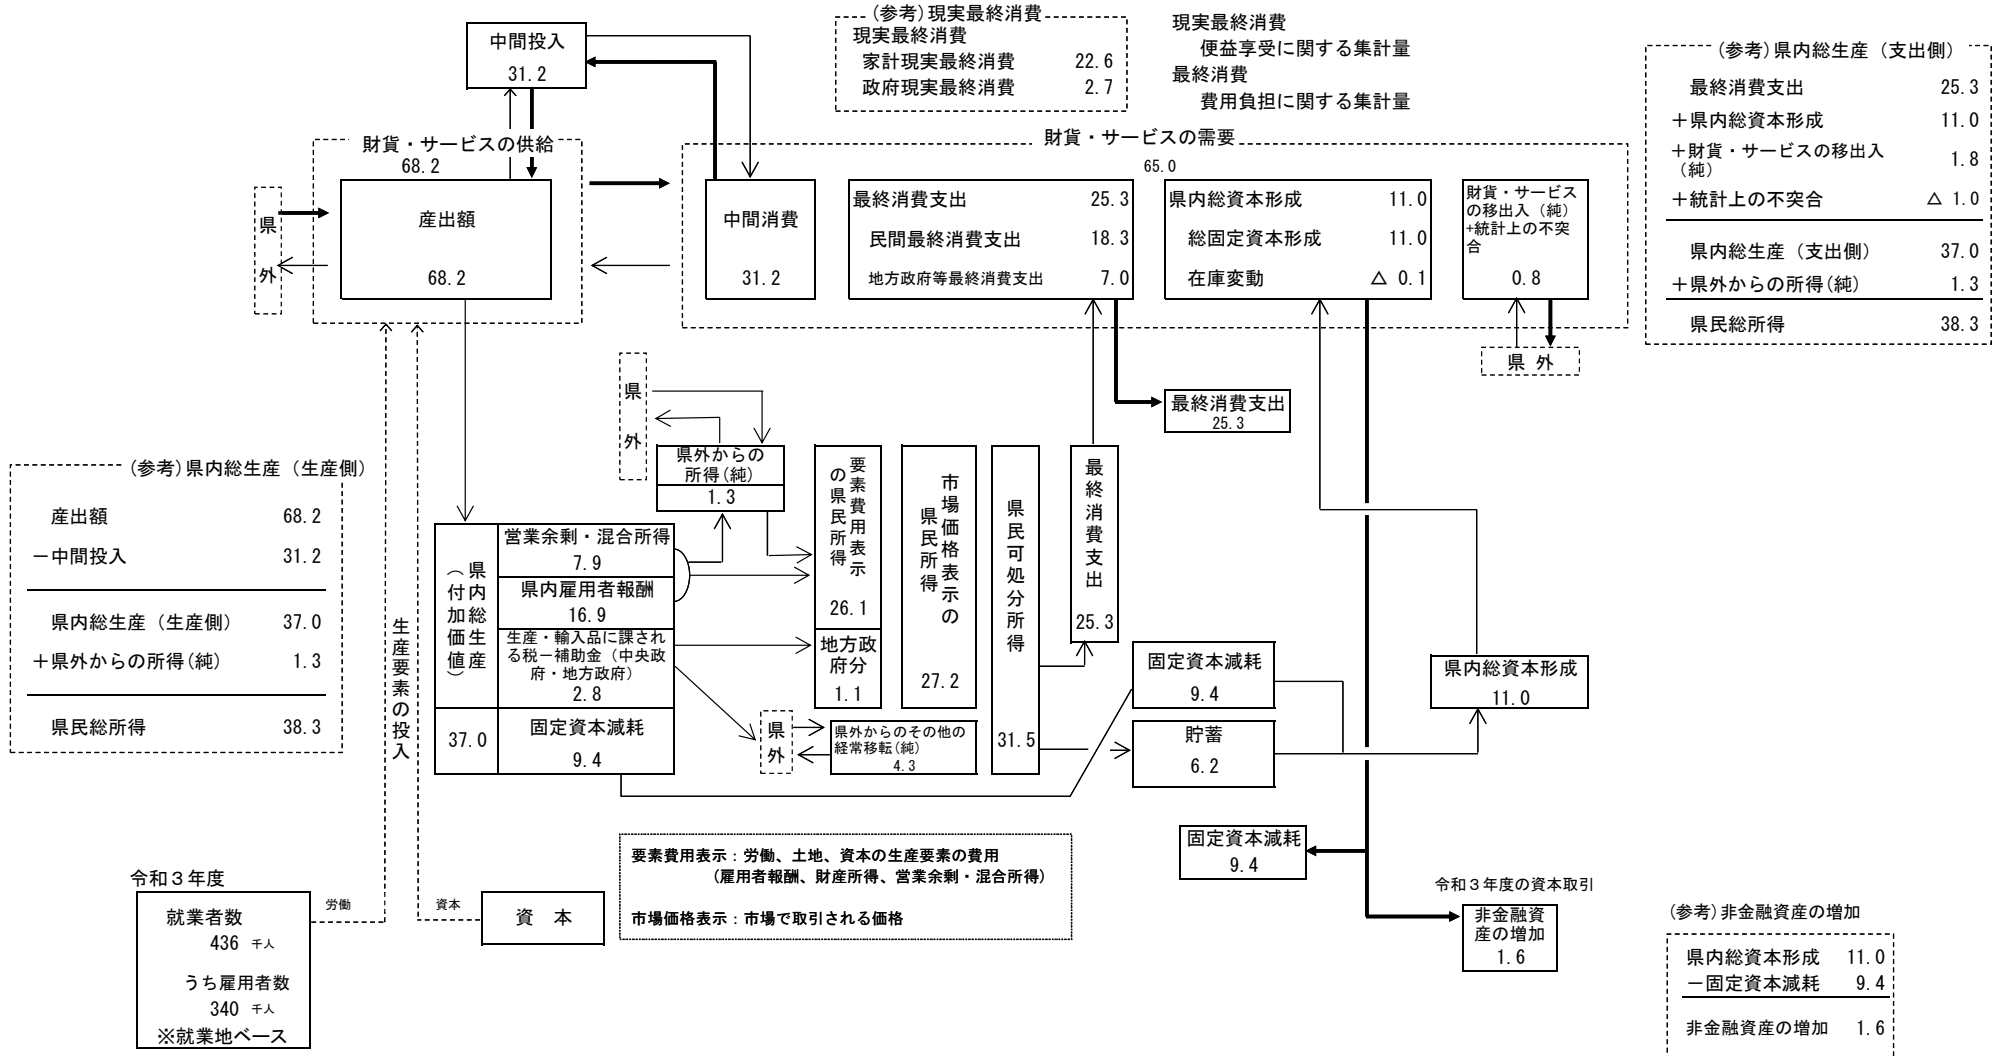 中間投入
31.2
(参考)現実最終消費
現実最終消費
家計現実最終消費 22.6
政府現実最終消費 2.7
現実最終消費
便益享受に関する集計量
最終消費
費用負担に関する集計量
(参考)県内総生産（支出側）
最終消費支出 25.3
＋県内総資本形成 11.0
＋財貨・サービスの移出入
（純） 1.8
＋統計上の不突合 △ 1.0
県内総生産（支出側） 37.0
＋県外からの所得(純) 1.3
県民総所得 38.3
財貨・サービスの供給
68.2
県外
産出額
68.2
財貨・サービスの需要
65.0
中間消費
31.2
最終消費支出 25.3
民間最終消費支出 18.3
地方政府等最終消費支出 7.0
県内総資本形成 11.0
総固定資本形成 11.0
在庫変動 △ 0.1
財貨・サービス
の移出入（純）
+統計上の不突
合
0.8
県 外
最終消費支出
25.3
県外
県外からの
所得(純)
1.3
(参考)県内総生産（生産側）
産出額 68.2
－中間投入 31.2
県内総生産（生産側） 37.0
＋県外からの所得(純) 1.3
県民総所得 38.3
生産要素の投入
県内総生産
（付加価値）
37.0
営業余剰・混合所得
7.9
県内雇用者報酬
16.9
生産・輸入品に課され
る税－補助金（中央政
府・地方政府）
2.8
固定資本減耗
9.4
要素費用表示
の県民所得
26.1
地方政
府分
1.1
市場価格表示の
県民所得
27.2
県民可処分所得
31.5
最終消費支出
25.3
県外
県外からのその他の
経常移転(純)
4.3
固定資本減耗
9.4
貯蓄
6.2
県内総資本形成
11.0
固定資本減耗
9.4
要素費用表示：労働、土地、資本の生産要素の費用
(雇用者報酬、財産所得、営業余剰・混合所得)
市場価格表示：市場で取引される価格
令和３年度
就業者数
436 千人
うち雇用者数
340 千人
※就業地ベース
労働
資本
資 本
令和３年度の資本取引
非金融資
産の増加
1.6
(参考)非金融資産の増加
県内総資本形成 11.0
－固定資本減耗 9.4
非金融資産の増加 1.6